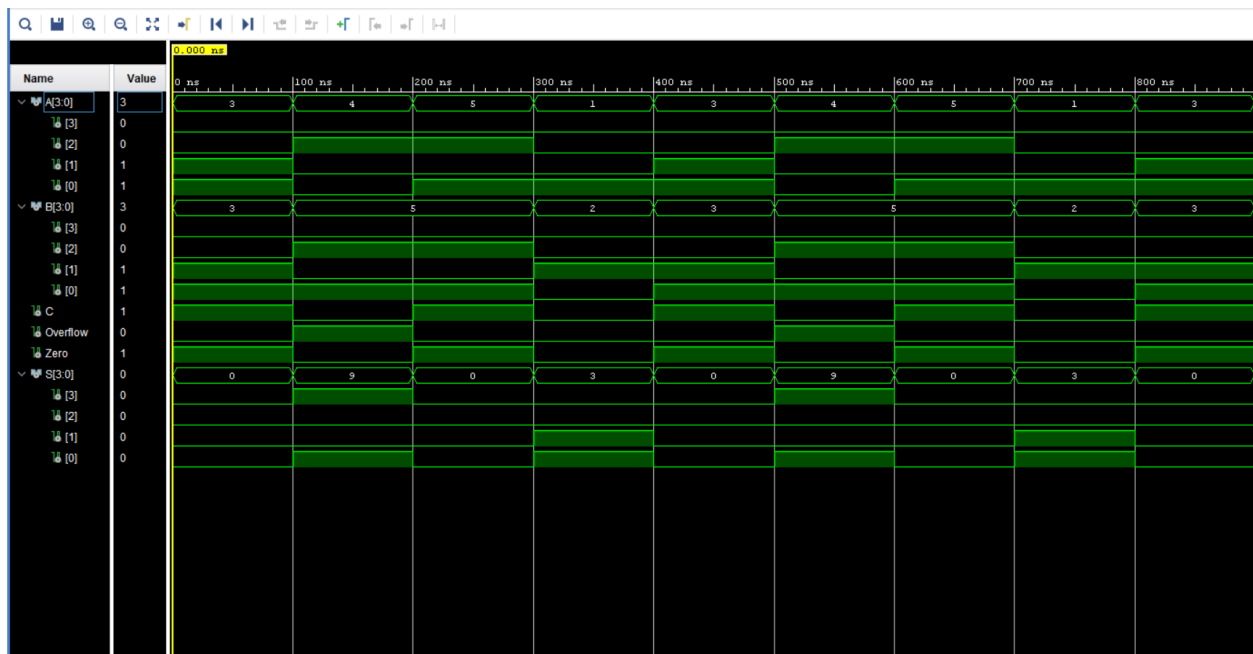 0.000 ns
Name Value 0 ns 100 ns 200 ns 300 ns 400 ns 500 ns 600 ns 700 ns 800 ns
A[3:0] 3 3 4 5 1 3 4 5 1 3
[3] 0
[2] 0
[1] 1
[0] 1
B[3:0] 3 3 5 2 3 5 2 3
[3] 0
[2] 0
[1] 1
[0] 1
C 1
Overflow 0
Zero 1
S[3:0] 0 0 9 0 3 0 9 0 3 0
[3] 0
[2] 0
[1] 0
[0] 0